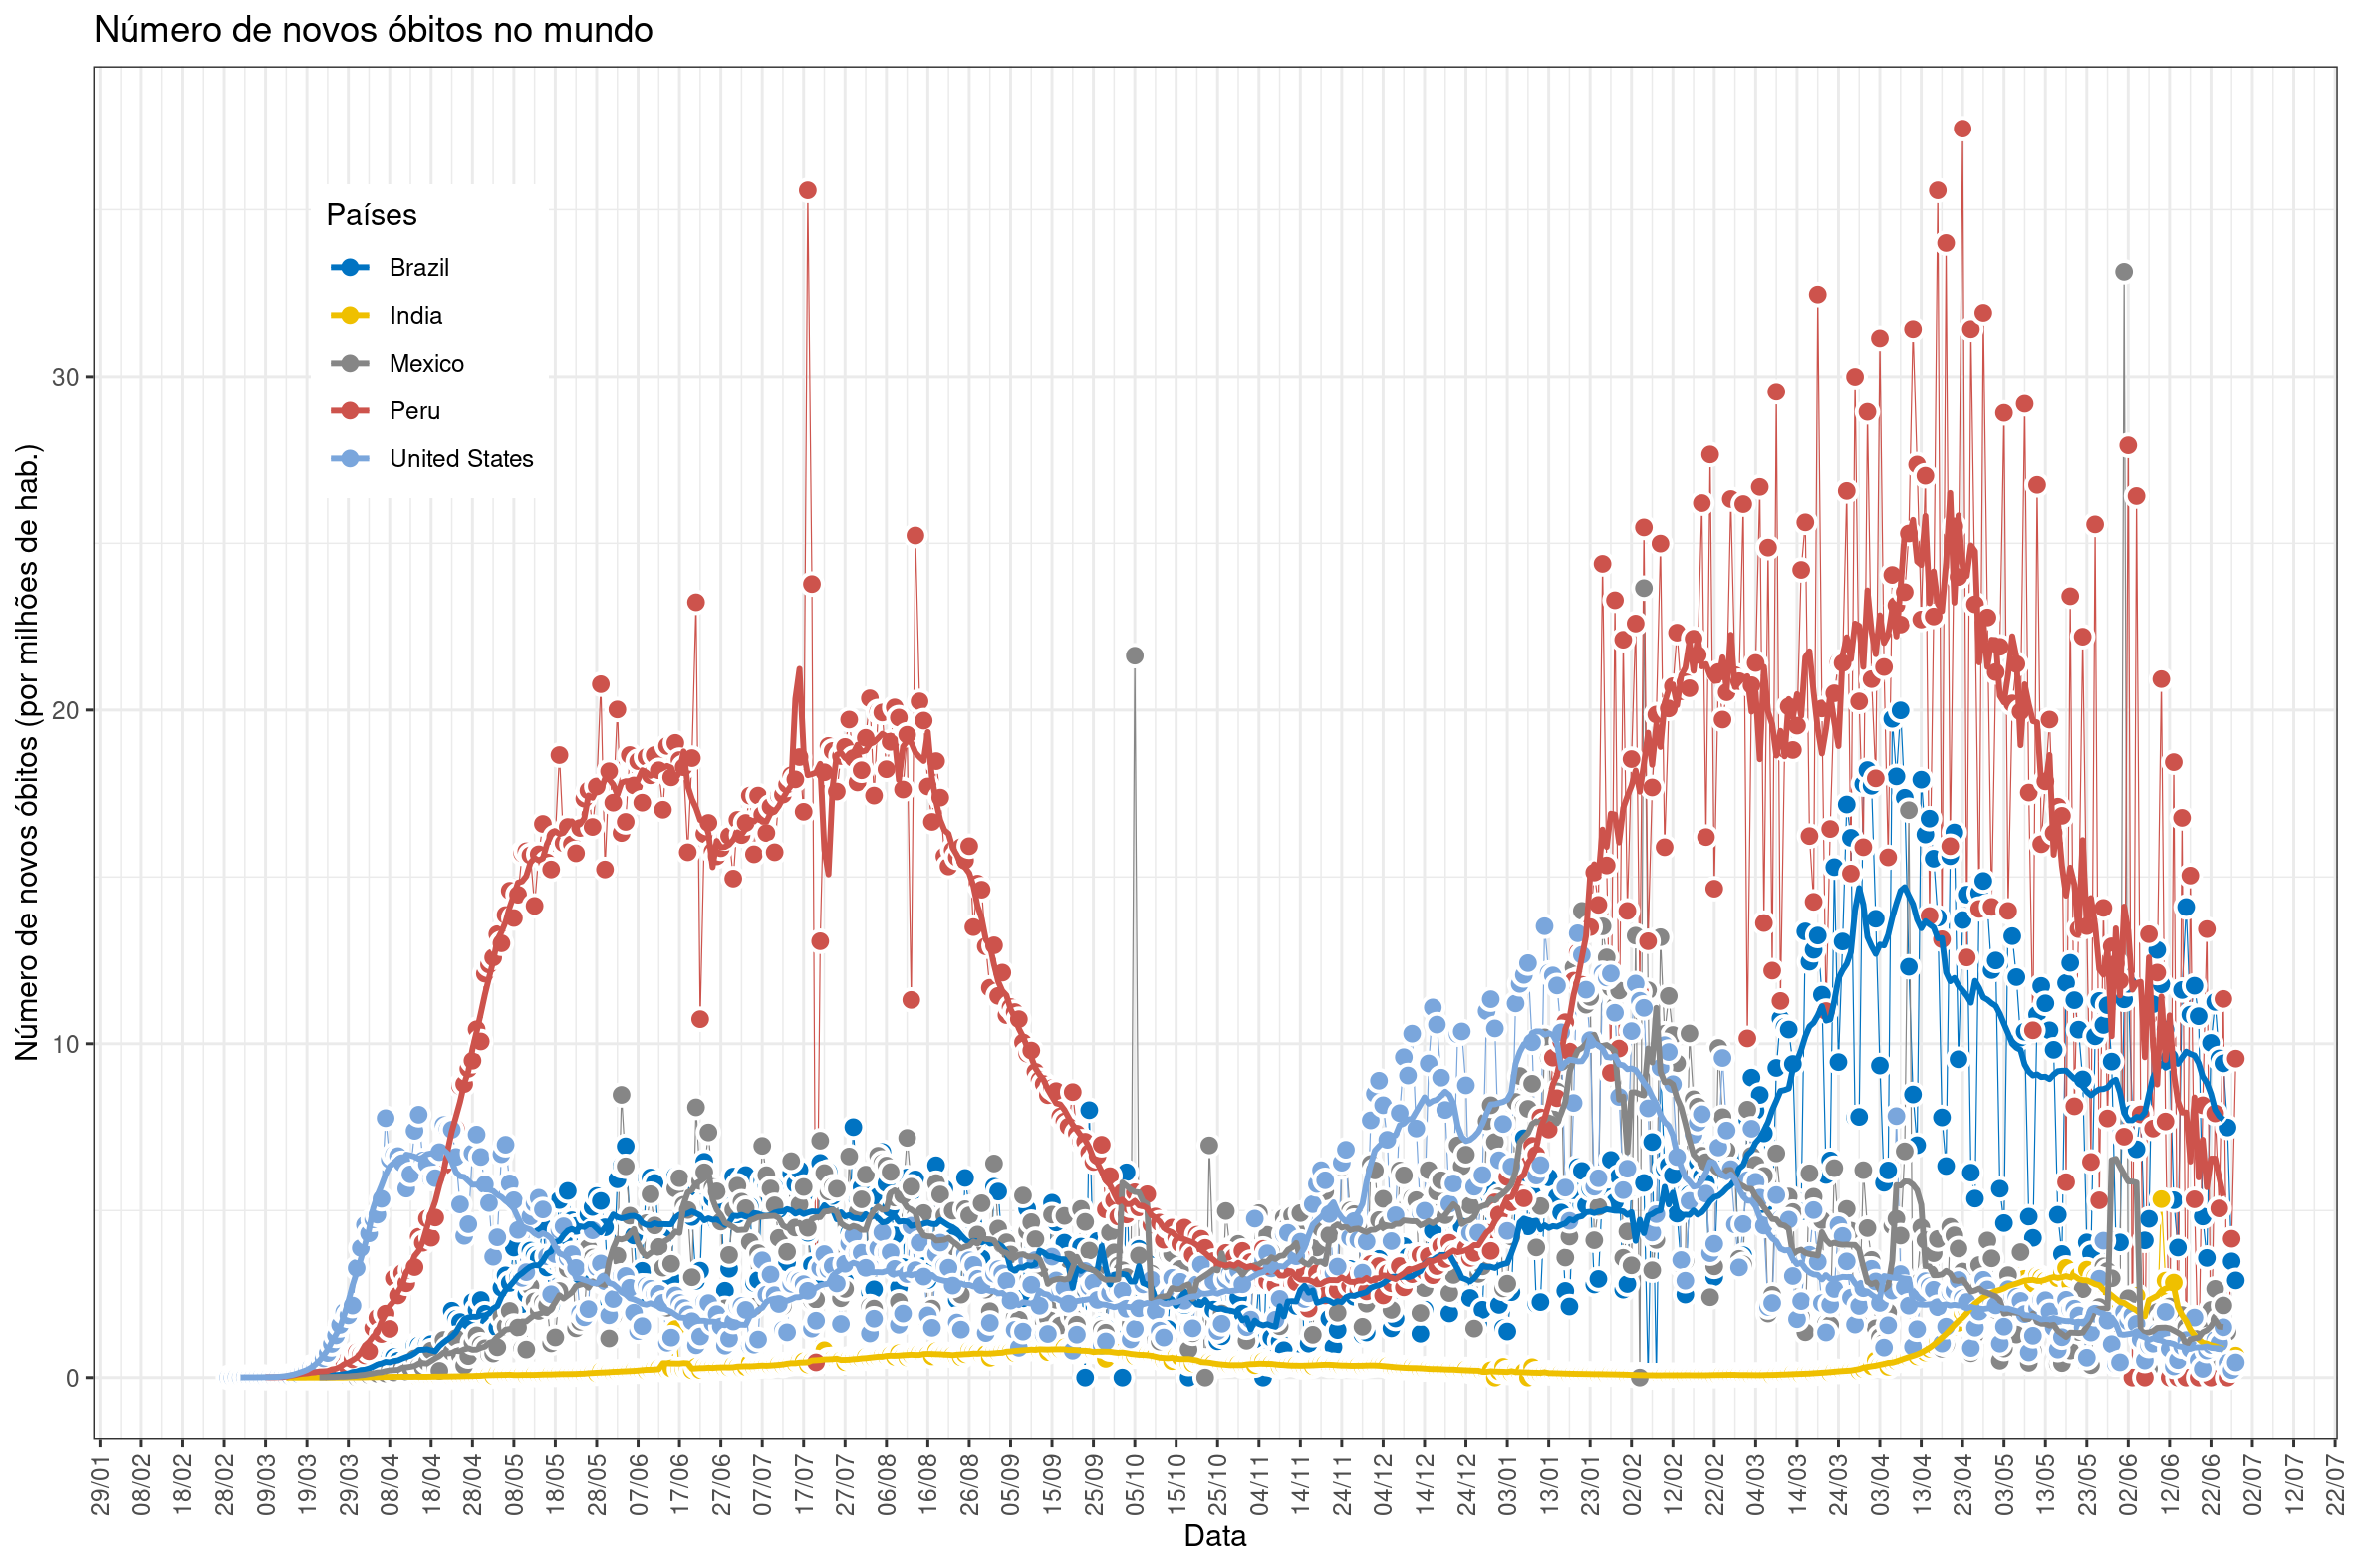 Número de novos óbitos no mundo
Países
Brazil
India
Mexico
Peru
United States
Número de novos óbitos (por milhões de hab.)
30
20
10
0
29/01 08/02 18/02 28/02 09/03 19/03 29/03 08/04 18/04 28/04 08/05 18/05 28/05 07/06 17/06 27/06 07/07 17/07 27/07 06/08 16/08 26/08 05/09 15/09 25/09 05/10 15/10 25/10 04/11 14/11 24/11 04/12 14/12 24/12 03/01 13/01 23/01 02/02 12/02 22/02 04/03 14/03 24/03 03/04 13/04 23/04 03/05 13/05 23/05 02/06 12/06 22/06 02/07 12/07 22/07
Data